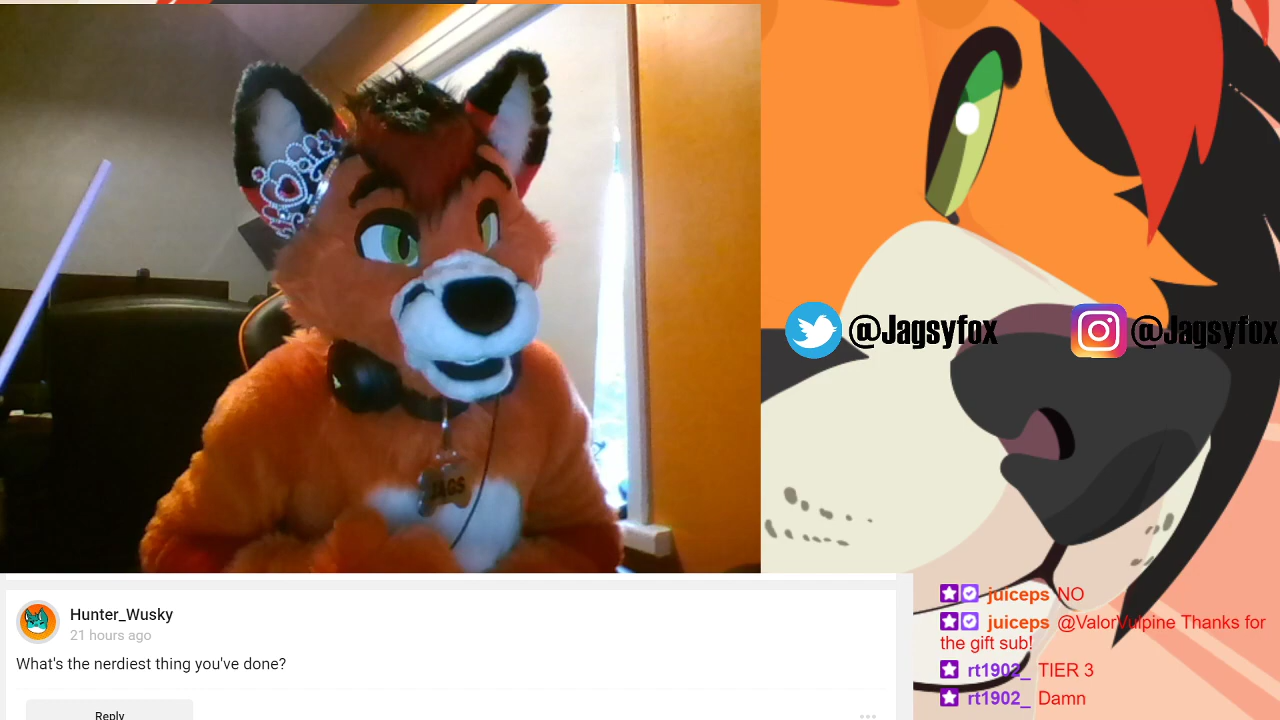 JAGS
@Jagsyfox
@Jagsyfox
Hunter_Wusky
21 hours ago
What's the nerdiest thing you've done?
Reply
juiceps NO
juiceps @ValorVulpine Thanks for
the gift sub!
rt1902_ TIER 3
rt1902_ Damn